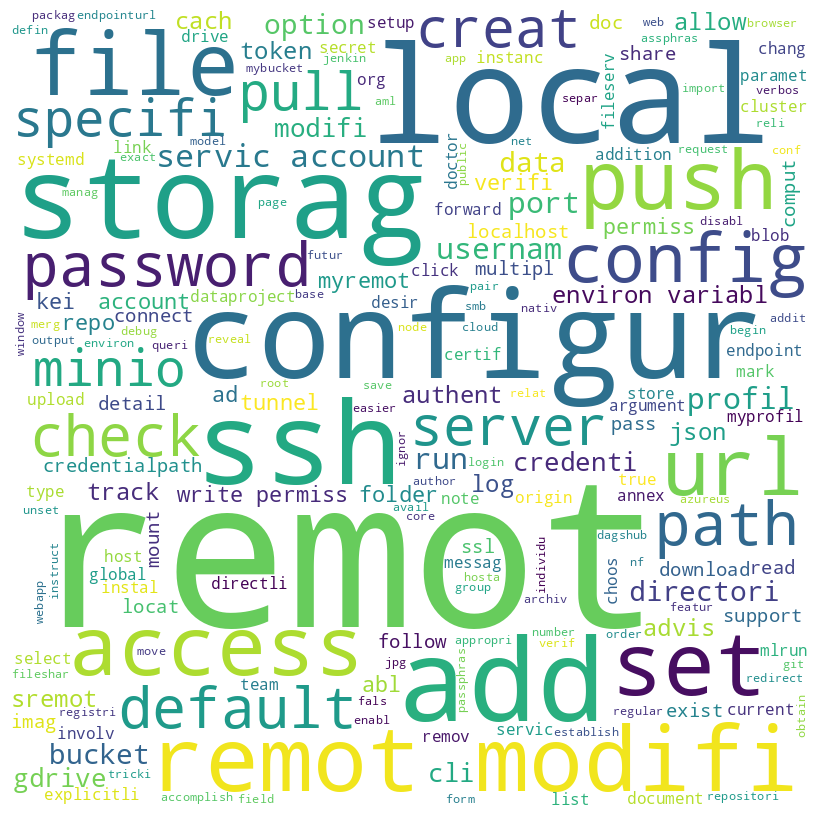 packag endpointurl
defin
drive
cach
option
setup
creat
doc
web
browser
allow
assphras
file
token
secret
instanc
share
chang
org
jenkin
mybucket
app
local
fileserv
paramet
separ
verbos
import
specifi
pull
aml
cluster
reli
modifi
model
net
link
systemd
exact
servic account
doctor
public
data
addition
request
conf
verifi
push
comput
manag
storag
page
forward
port
permiss
disabl
localhost
blob
usernam
password
futur
click
multipl
config
kei
account
dataproject
base
myremot
desir
pair
smb
nativ
environ variabl
addit
window
merg
repo
connect
debug
cloud
begin
output
environ
queri
configur
node
reveal
certif
endpoint
minio
root
save
relat
store
mark
upload
detail
ad
tunnel
easier
authent
argument
profil
check
ssh
ignor
server
pass
json
myprofil
credentialpath
run
login
credenti
url
type
track
write permiss
folder
author
log
note
origin
true
annex
azureus
unset
avail
core
remot
path
mount
instruct
host
global
webapp
ssl
messag
hosta
group
individu
dagshub
nf
choos
download
read
instal
directli
locat
archiv
directori
featur
support
access
move
follow
appropri
passphras
number
verif
order
advis
select
fileshar
jpg
add
set
mlrun
git
redirect
team
abl
sremot
imag
registri
default
fals
enabl
regular
exist
current
obtain
involv
remov
servic
establish
bucket
remot modifi
gdrive
tricki
cli
explicitli
accomplish
field
form
list
document
repositori